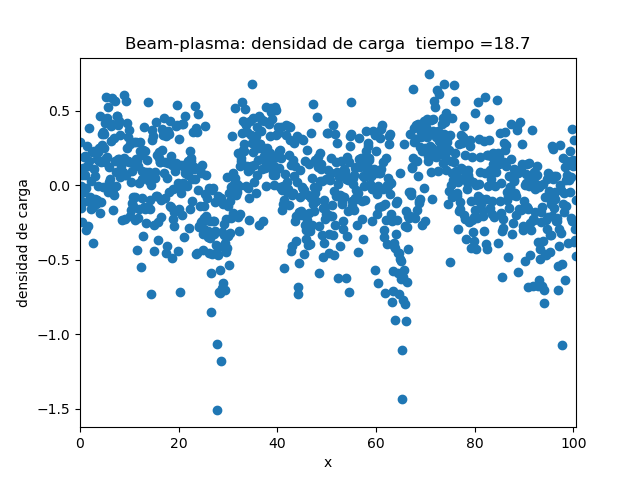 Beam-plasma: densidad de carga  tiempo =18.7
densidad de carga
0.5
0.0
−0.5
−1.0
−1.5
0 20 40 60 80 100
x